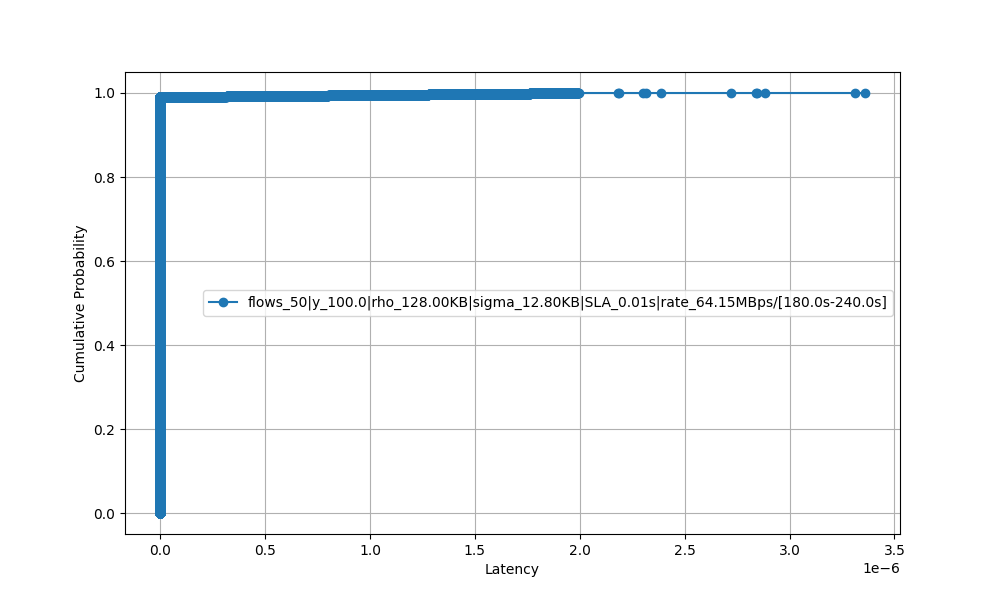 1.0
0.8
0.6
0.4
0.2
0.0
Cumulative Probability
flows_50|y_100.0|rho_128.00KB|sigma_12.80KB|SLA_0.01s|rate_64.15MBps/[180.0s-240.0s]
0.0 0.5 1.0 1.5 2.0 2.5 3.0 3.5
Latency
1e−6